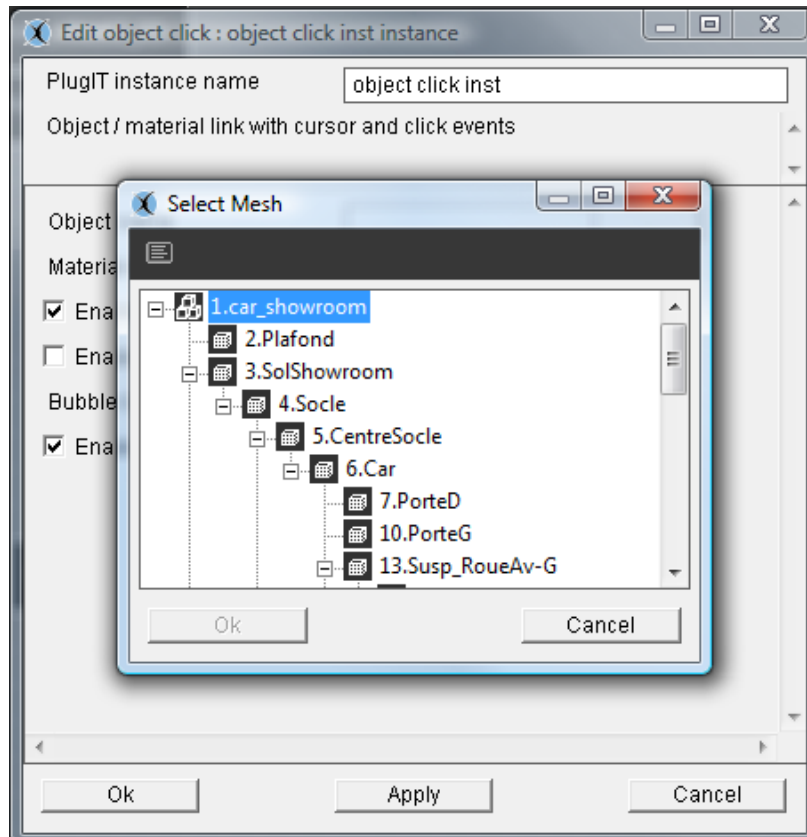 Edit object click : object click inst instance
PlugIT instance name
object click inst
Object / material link with cursor and click events
Select Mesh
Object
Ena
Ena
Bubble
Ena
1.car_showroom
2.Plafond
3.SolShowroom
4.Socle
5.CentreSocle
6.Car
7.PorteD
10.PorteG
13.Susp_RoueAv-G
Ok
Cancel
Ok
Apply
Cancel